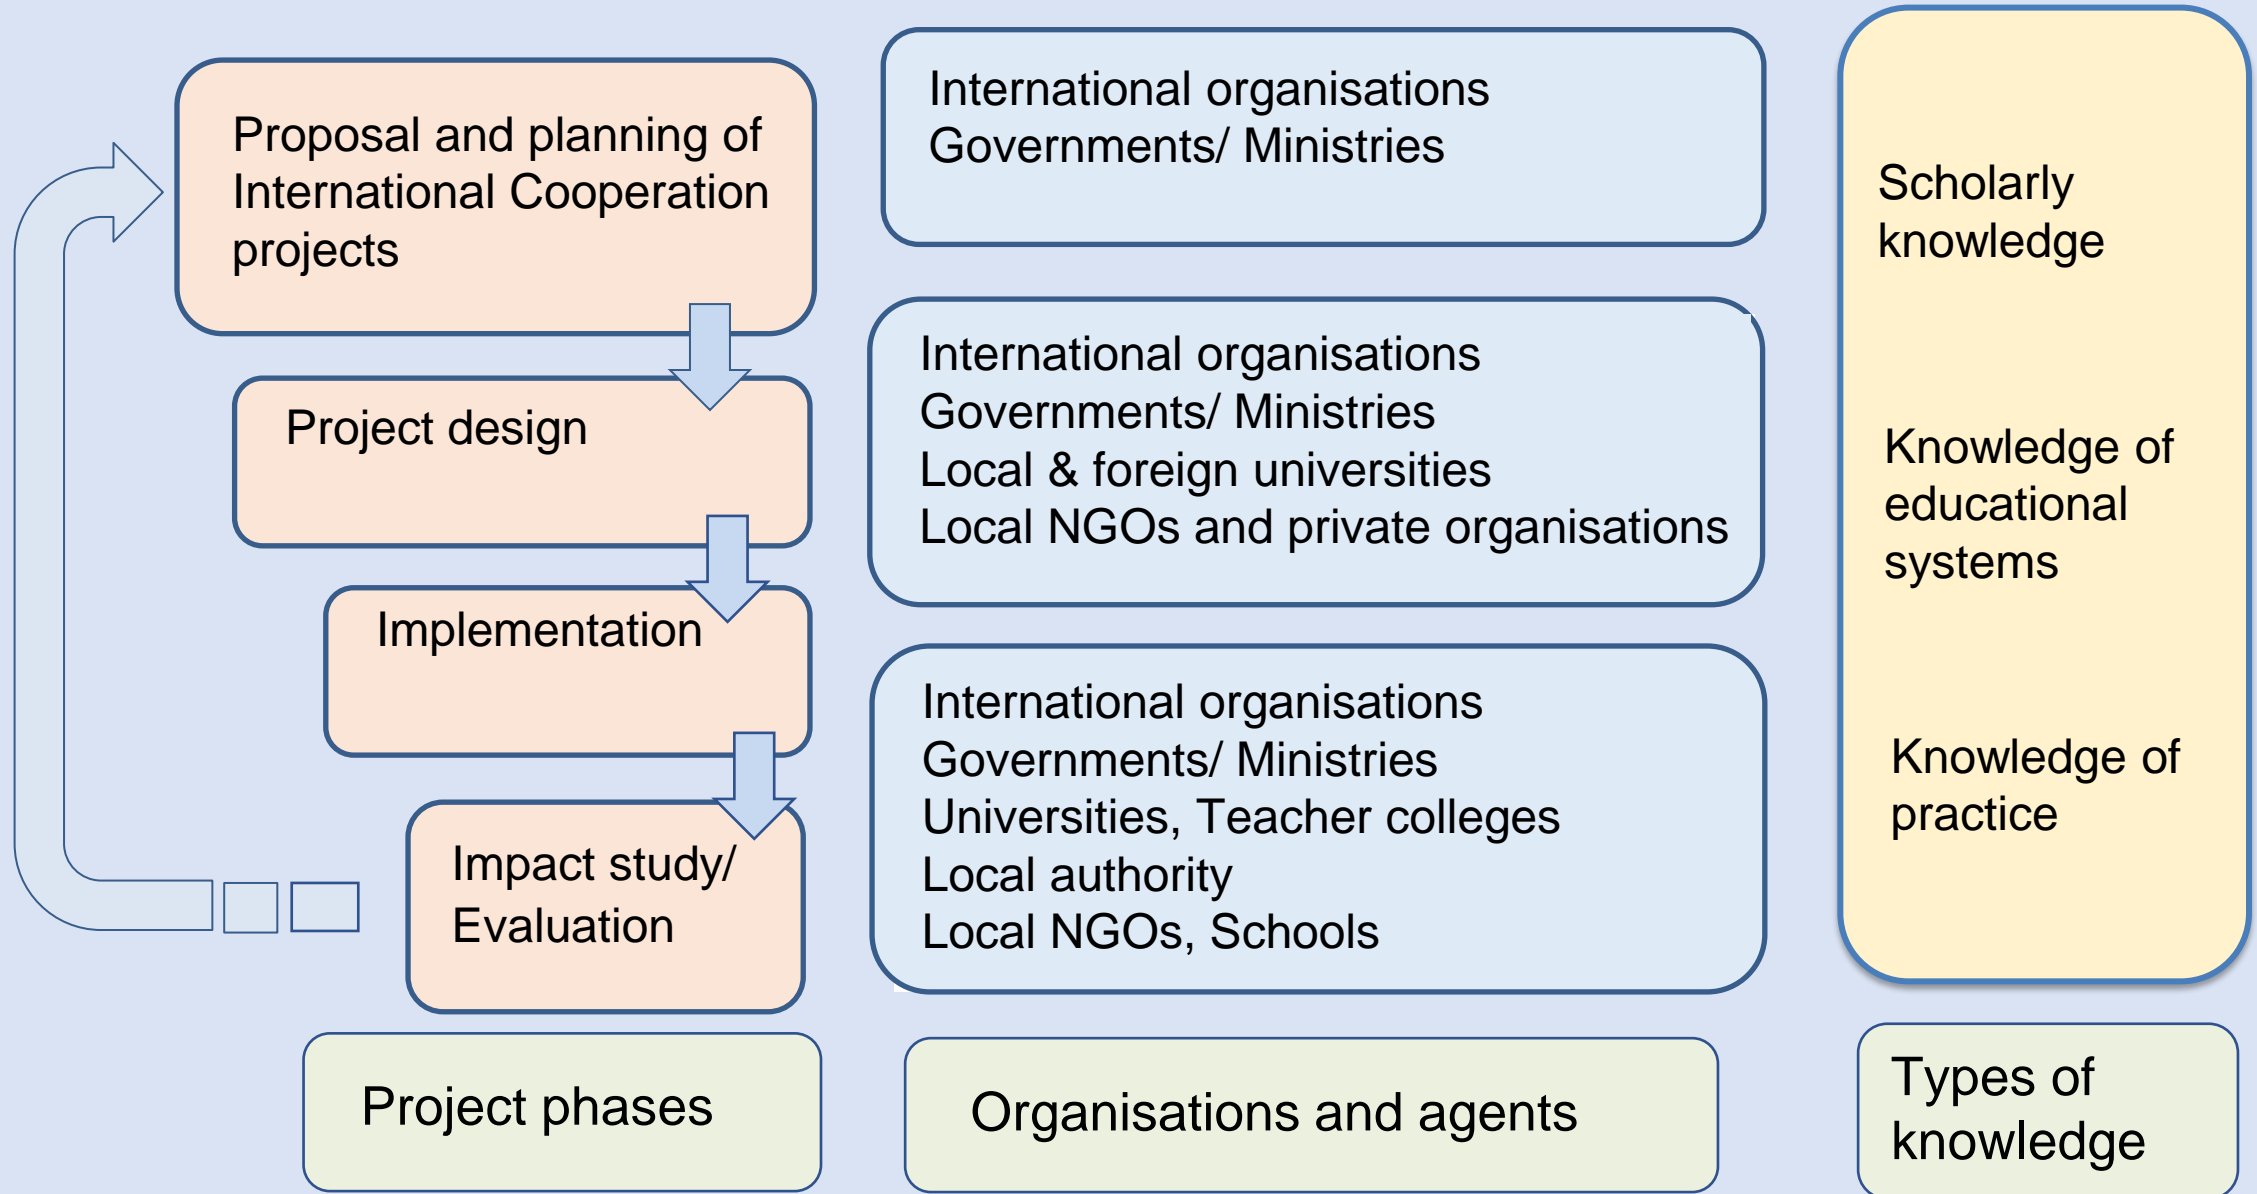 Proposal and planning of
International Cooperation
projects
Project design
Implementation
Impact study/
Evaluation
Project phases
International organisations
Governments/ Ministries
International organisations
Governments/ Ministries
Local & foreign universities
Local NGOs and private organisations
International organisations
Governments/ Ministries
Universities, Teacher colleges
Local authority
Local NGOs, Schools
Organisations and agents
Scholarly
knowledge
Knowledge of
educational
systems
Knowledge of
practice
Types of
knowledge